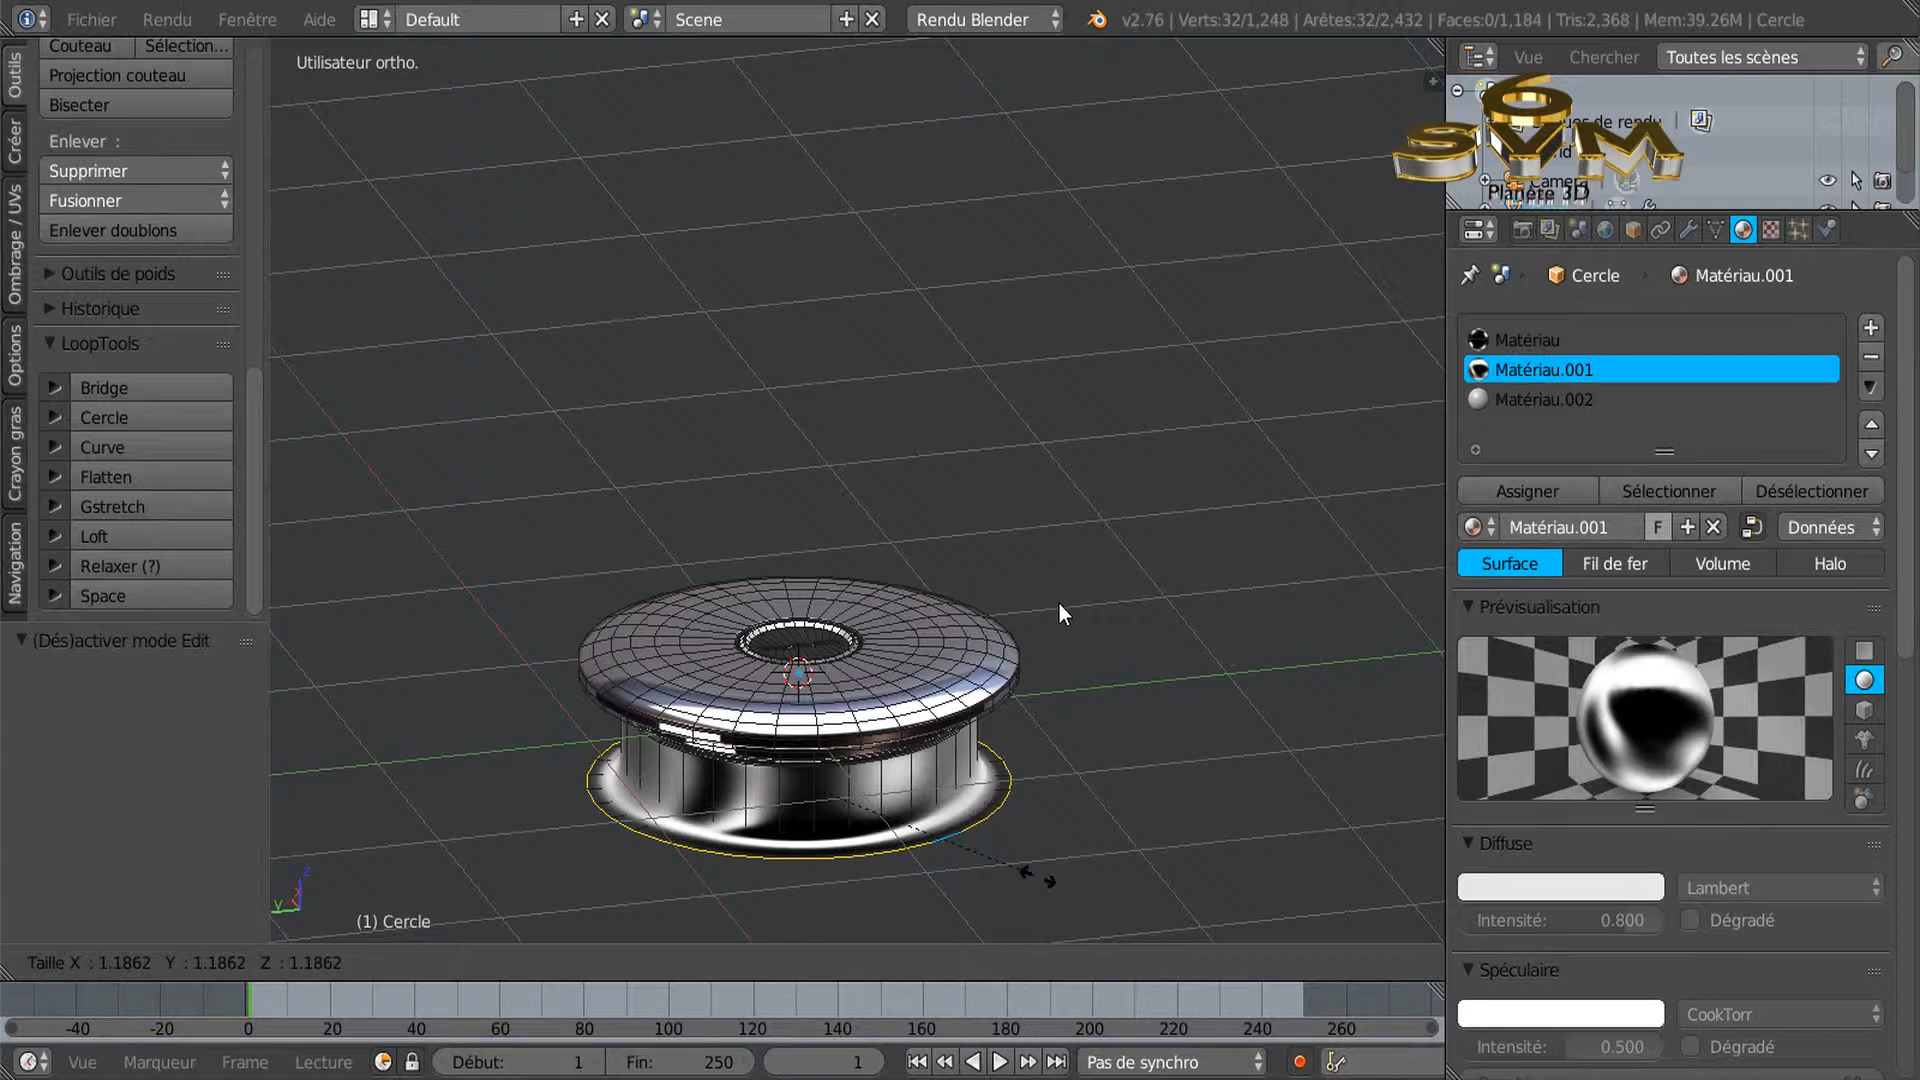 Fichier Rendu Fenêtre Aide Default Scene Rendu Blender v2.76 | Verts:32/1,248 | Arêtes:32/2,432 | Faces:0/1,184 | Tris:2,368 | Mem:39.26M | Cercle
Outils
Créer
Ombrage / UVs
Options
Crayon gras
Navigation
Couteau Sélection...
Projection couteau
Bisecter
Enlever :
Supprimer
Fusionner
Enlever doublons
Outils de poids
Historique
LoopTools
Bridge
Cercle
Curve
Flatten
Gstretch
Loft
Relaxer (?)
Space
(Dés)activer mode Edit
Utilisateur ortho.
z
y
(1) Cercle
Taille X : 1.1862 Y : 1.1862 Z : 1.1862
-40 -20 0 20 40 60 80 100 120 140 160 180 200 220 240 260
Vue Marqueur Frame Lecture Début: 1 Fin: 250 1 Pas de synchro
Vue Chercher Toutes les scènes
6
SYM
de rendu
Camera
Planète 3D
Cercle Matériau.001
Matériau
Matériau.001
Matériau.002
Assigner Sélectionner Désélectionner
Matériau.001 F Données
Surface Fil de fer Volume Halo
Prévisualisation
Diffuse
Lambert
Intensité: 0.800 Dégradé
Spéculaire
CookTorr
Intensité: 0.500 Dégradé